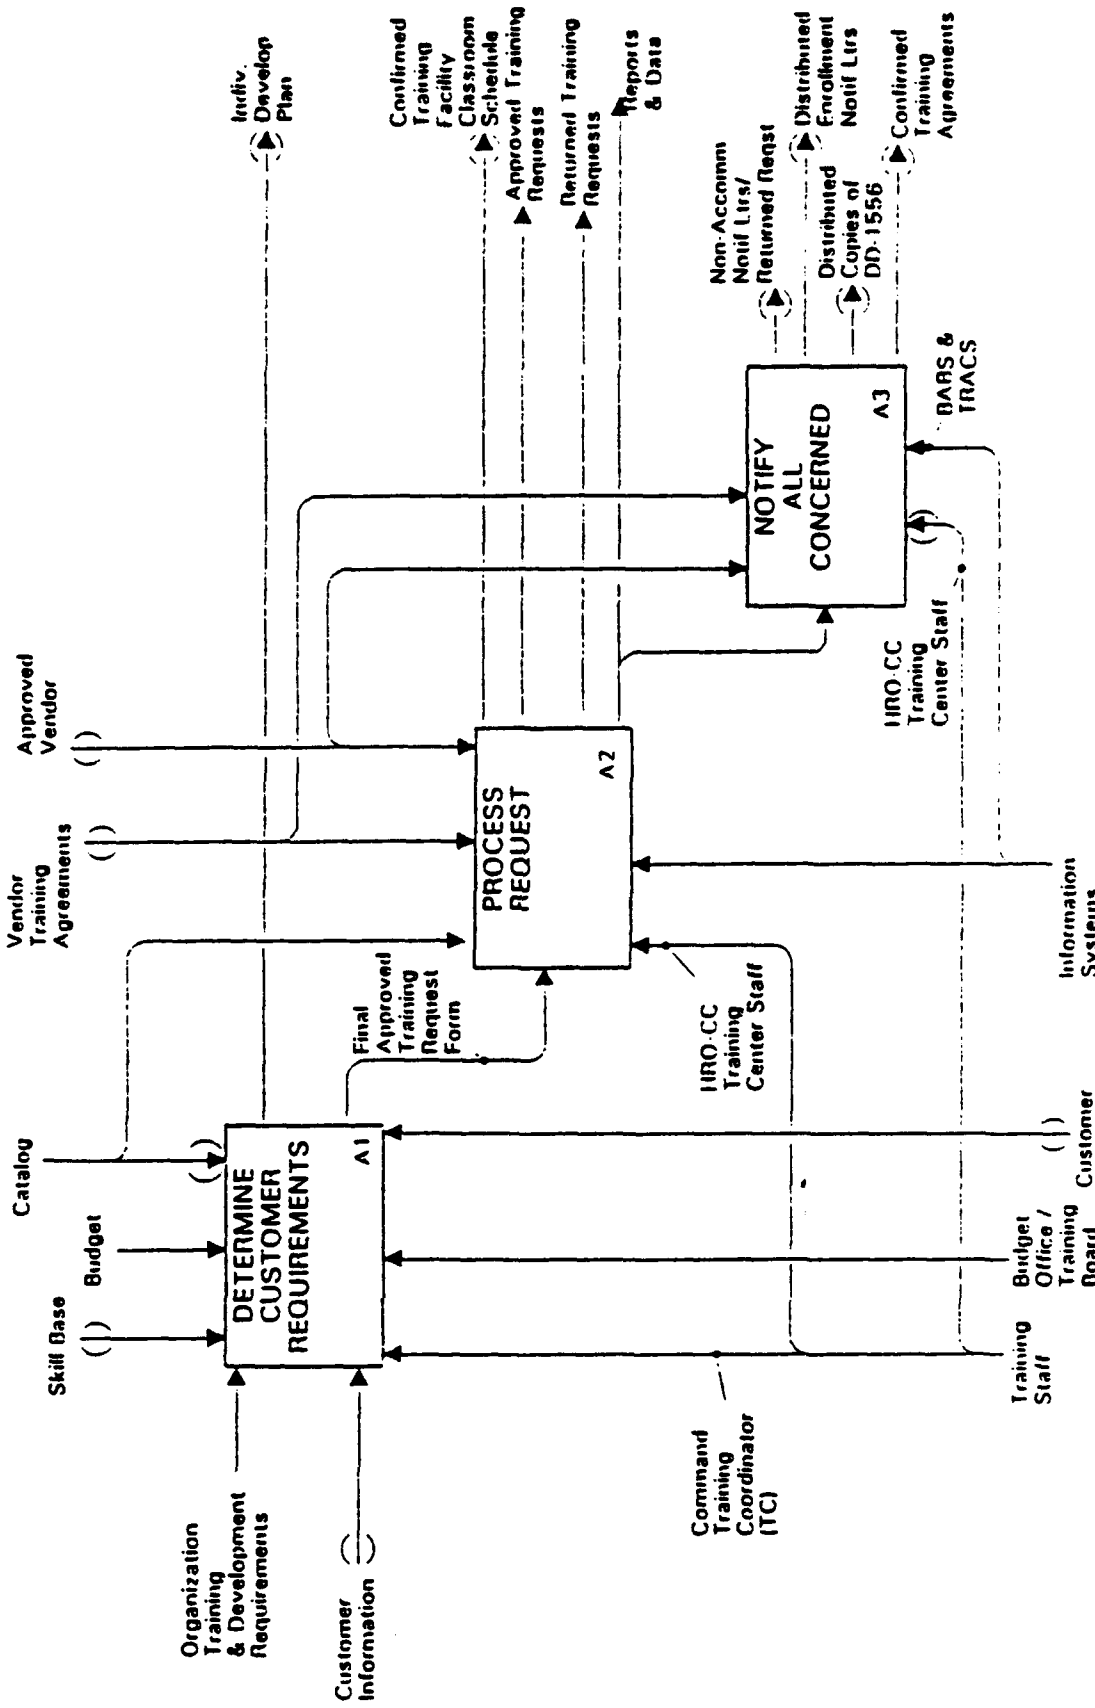 Skill Base
Budget
Catalog
Vendor
Training
Agreements
Approved
Vendor
Organization
Training
& Development
Requirements
Customer
Information
DETERMINE
CUSTOMER
REQUIREMENTS
A1
Indiv.
Develop
Plan
Final
Approved
Training
Request
Form
PROCESS
REQUEST
A2
Confirmed
Training
Facility
Classroom
Schedule
Approved Training
Requests
Returned Training
Requests
Reports
& Data
NOTIFY
ALL
CONCERNED
A3
Non-Accomm
Notif Ltrs/
Returned Reqst
Distributed
Enrollment
Notif Ltrs
Distributed
Copies of
DD-1556
Confirmed
Training
Agreements
Command
Training
Coordinator
(TC)
HRO-CC
Training
Center Staff
HRO-CC
Training
Center Staff
BARS &
TRACS
Training
Staff
Budget
Office /
Training
Board
Customer
Information
Systems